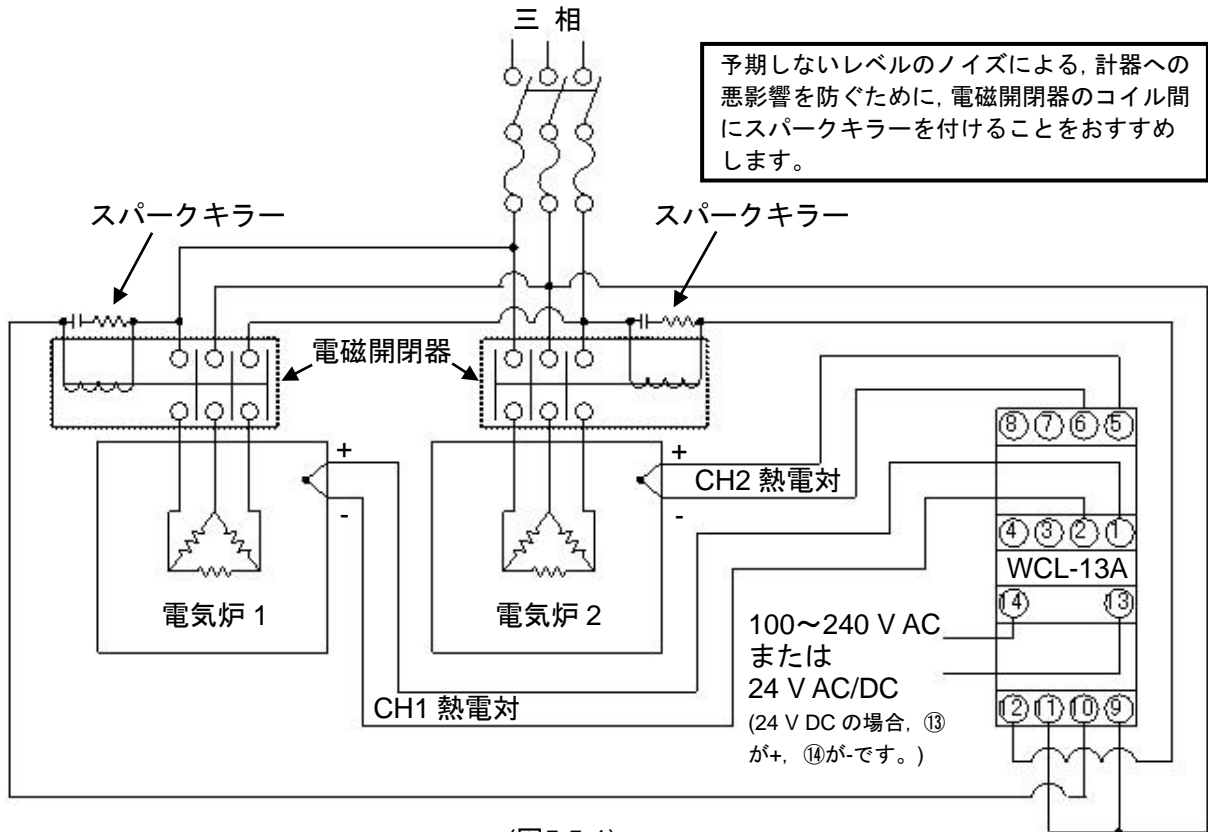 三 相
予期しないレベルのノイズによる, 計器への
悪影響を防ぐために, 電磁開閉器のコイル間
にスパークキラーを付けることをおすすめ
します。
スパークキラー
スパークキラー
電磁開閉器
+
-
+
-
CH2 熱電対
⑧⑦⑥⑤
④③②①
WCL-13A
⑭ ⑬
⑫⑪⑩⑨
電気炉 1
電気炉 2
100～240 V AC
または
24 V AC/DC
(24 V DC の場合, ⑬
が+, ⑭が-です。)
CH1 熱電対